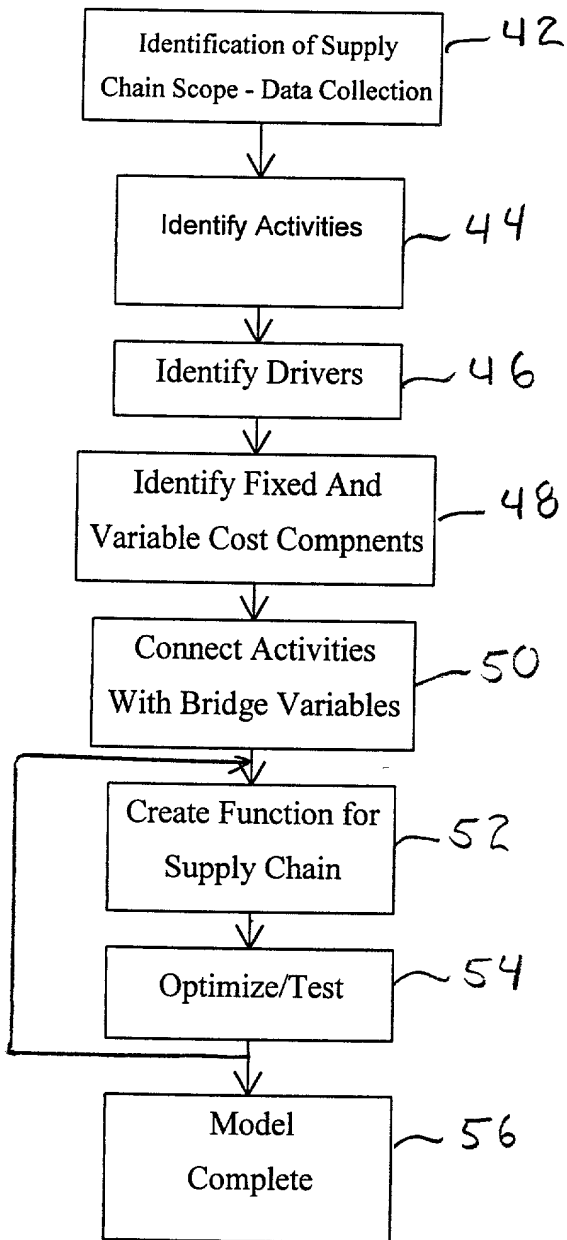 Identification of Supply 42
Chain Scope - Data Collection
Identify Activities 44
Identify Drivers 46
Identify Fixed And 48
Variable Cost Compnents
Connect Activities 50
With Bridge Variables
Create Function for 52
Supply Chain
Optimize/Test 54
Model 56
Complete